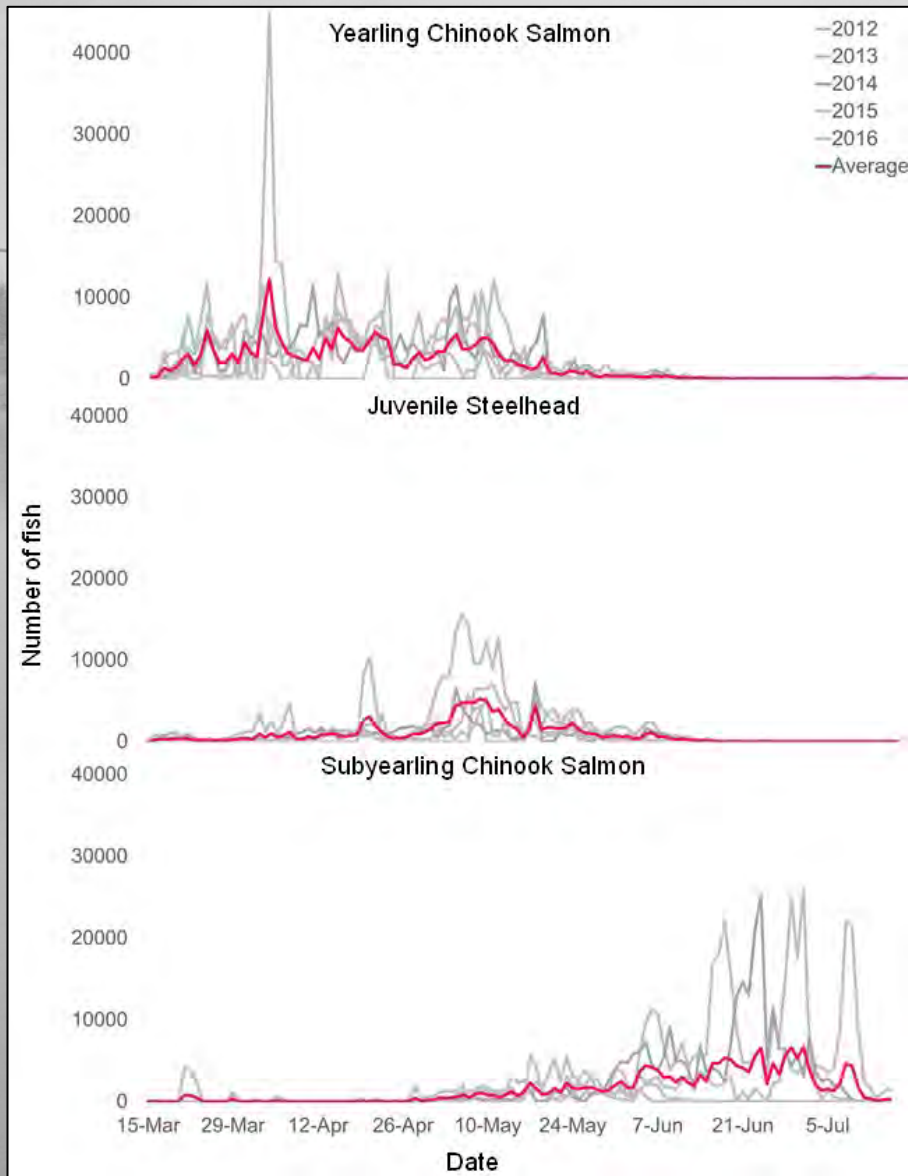 Yearling Chinook Salmon
2012
2013
2014
2015
2016
Average
40000
30000
20000
10000
0
Juvenile Steelhead
40000
30000
20000
10000
0
Subyearling Chinook Salmon
40000
30000
20000
10000
0
Number of fish
15-Mar 29-Mar 12-Apr 26-Apr 10-May 24-May 7-Jun 21-Jun 5-Jul
Date